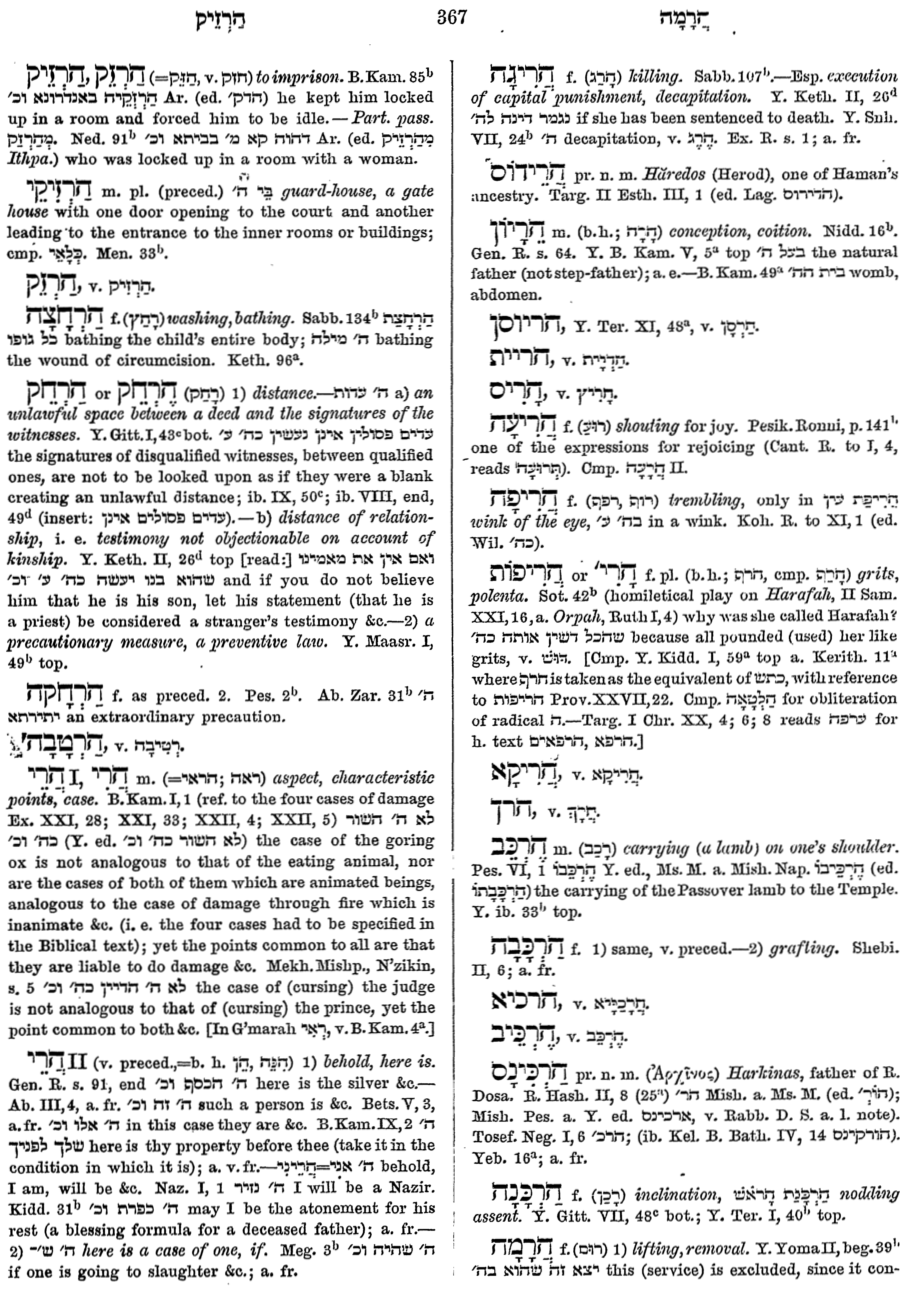 הַרְזֵיק 367 הֲרָמָה
הַרְזֵק, הַרְזֵיק (=חַזֵּק, v. חזק) to imprison. B. Kam. 85ᵇ
הַרְזְקֵיהּ באנדרונא וכ׳ Ar. (ed. הדק׳) he kept him locked
up in a room and forced him to be idle.—Part. pass.
מְהַרְזֵק, מְהַרְזֵיק. Ned. 91ᵇ דהוה קא מ׳ בביתא וכ׳ Ar. (ed.
Ithpa.) who was locked up in a room with a woman.
הַרְזִיקֵי m. pl. (preced.) בֵּי ה׳ guard-house, a gate
house with one door opening to the court and another
leading to the entrance to the inner rooms or buildings;
cmp. כְּלָאֵי. Men. 33ᵇ.
הַרְזֵק, v. הַרְזֵיק.
הַרְחָצָה f. (רָחַץ) washing, bathing. Sabb. 134ᵇ הַרְחָצַת
כל גופו bathing the child's entire body; ה׳ מילה bathing
the wound of circumcision. Keth. 96ᵃ.
הַרְחֵק or הֶרְחֵק (רָחַק) 1) distance.—ה׳ עדות a) an
unlawful space between a deed and the signatures of the
witnesses. Y. Gitt. I, 43ᶜ bot. עדים פסולין אינן נעשין כה׳ ע׳
the signatures of disqualified witnesses, between qualified
ones, are not to be looked upon as if they were a blank
creating an unlawful distance; ib. IX, 50ᶜ; ib. VIII, end,
49ᵈ (insert: עדים פסולים אינן).—b) distance of relation-
ship, i. e. testimony not objectionable on account of
kinship. Y. Keth. II, 26ᵈ top [read:] ואם אין את מאמינו
שהוא בנו יעשה כה׳ ע׳ וכ׳ and if you do not believe
him that he is his son, let his statement (that he is
a priest) be considered a stranger's testimony &c.—2) a
precautionary measure, a preventive law. Y. Maasr. I,
49ᵇ top.
הַרְחָקָה f. as preced. 2. Pes. 2ᵇ. Ab. Zar. 31ᵇ ה׳
יתירתא an extraordinary precaution.
הַרְטָבָה, v. רְטִיבָה.
הֲרֵי I, הֲרֵי m. (=הראי; ראה) aspect, characteristic
points, case. B. Kam. I, 1 (ref. to the four cases of damage
Ex. XXI, 28; XXI, 33; XXII, 4; XXII, 5) לא ה׳ השור
כה׳ וכ׳ (Y. ed. לא השור כה׳ וכ׳) the case of the goring
ox is not analogous to that of the eating animal, nor
are the cases of both of them which are animated beings,
analogous to the case of damage through fire which is
inanimate &c. (i. e. the four cases had to be specified in
the Biblical text); yet the points common to all are that
they are liable to do damage &c. Mekh. Mishp., N'zikin,
s. 5 לא ה׳ הדיין כה׳ וכ׳ the case of (cursing) the judge
is not analogous to that of (cursing) the prince, yet the
point common to both &c. [In G'marah רְאִי, v. B. Kam. 4ᵃ.]
הֲרֵי II (v. preced.,=b. h. הֵן, הִנֵּה) 1) behold, here is.
Gen. R. s. 91, end ה׳ הכסף וכ׳ here is the silver &c.—
Ab. III, 4, a. fr. ה׳ זה וכ׳ such a person is &c. Bets. V, 3,
a. fr. ה׳ אלו וכ׳ in this case they are &c. B. Kam. IX, 2 ה׳
שלך לפניך here is thy property before thee (take it in the
condition in which it is); a. v. fr.—ה׳ אני=הֲרֵינִי behold,
I am, will be &c. Naz. I, 1 ה׳ נזיר I will be a Nazir.
Kidd. 31ᵇ ה׳ כפרת וכ׳ may I be the atonement for his
rest (a blessing formula for a deceased father); a. fr.—
2) ה׳ ש׳– here is a case of one, if. Meg. 3ᵇ ה׳ שהיה וכ׳
if one is going to slaughter &c.; a. fr.
הֲרִיגָה f. (הָרַג) killing. Sabb. 107ᵇ.—Esp. execution
of capital punishment, decapitation. Y. Keth. II, 26ᵈ
נגמר דינה לה׳ if she has been sentenced to death. Y. Snh.
VII, 24ᵇ ה׳ decapitation, v. הֶרֶג. Ex. R. s. 1; a. fr.
הֲרֵידוֹס pr. n. m. Hăredos (Herod), one of Haman's
ancestry. Targ. II Esth. III, 1 (ed. Lag. הדירוס).
הֵרָיוֹן m. (b. h.; הָרָה) conception, coition. Nidd. 16ᵇ.
Gen. R. s. 64. Y. B. Kam. V, 5ᵃ top בעל ה׳ the natural
father (not step-father); a. e.—B. Kam. 49ᵃ בית הה׳ womb,
abdomen.
הריוסן, Y. Ter. XI, 48ᵃ, v. חַרְסָן.
הריית, v. הֲדָיַית.
הָרִיס, v. חָרִיץ.
הֲרִיעָה f. (רוּעַ) shouting for joy. Pesik. Ronni, p. 141ᵇ
one of the expressions for rejoicing (Cant. R. to I, 4,
reads תְּרוּעָה). Cmp. הֲרָעָה II.
הֲרִיפָה f. (רוּף, רפף) trembling, only in הֲרִיפַת עין
wink of the eye, בה׳ ע׳ in a wink. Koh. R. to XI, 1 (ed.
Wil. כה׳).
הֲרִיפוֹת or הָרִי׳ f. pl. (b. h.; הרף, cmp. חָרַף) grits,
polenta. Sot. 42ᵇ (homiletical play on Harafah, II Sam.
XXI, 16, a. Orpah, Ruth I, 4) why was she called Harafah?
שהכל דשין אותה כה׳ because all pounded (used) her like
grits, v. דּוּשׁ. [Cmp. Y. Kidd. I, 59ᵃ top a. Kerith. 11ᵃ
where הרף is taken as the equivalent of כתש, with reference
to הריפות Prov. XXVII, 22. Cmp. הַלְטָאָה for obliteration
of radical ה.—Targ. I Chr. XX, 4; 6; 8 reads ערפה for
h. text הרפא, הרפאים.]
הֲרִיקָא, v. חֲרִיקָא.
הרך, v. חֲרַךְ.
הֶרְכֵּב m. (רָכַב) carrying (a lamb) on one's shoulder.
Pes. VI, 1 הֶרְכֵּבוֹ Y. ed., Ms. M. a. Mish. Nap. הֶרְכֵּיבוֹ (ed.
הַרְכָּבָתוֹ) the carrying of the Passover lamb to the Temple.
Y. ib. 33ᵇ top.
הַרְכָּבָה f. 1) same, v. preced.—2) grafting. Shebi.
II, 6; a. fr.
הרכיא, v. חַרְכַּיָּא.
הֶרְכֵּיב, v. הֶרְכֵּב.
הַרְכִּינָס pr. n. m. (Ἀρχῖνος) Harkinas, father of R.
Dosa. R. Hash. II, 8 (25ᵃ) הר׳ Mish. a. Ms. M. (ed. הוֹר׳);
Mish. Pes. a. Y. ed. ארכינס, v. Rabb. D. S. a. l. note).
Tosef. Neg. I, 6 הרכ׳; (ib. Kel. B. Bath. IV, 14 הורקינס).
Yeb. 16ᵃ; a. fr.
הַרְכָּנָה f. (רָכַן) inclination, הַרְכָּנַת הראש nodding
assent. Y. Gitt. VII, 48ᶜ bot.; Y. Ter. I, 40ᵇ top.
הֲרָמָה f. (רום) 1) lifting, removal. Y. Yoma II, beg. 39ᵇ
יצא זה שהוא בה׳ this (service) is excluded, since it con-